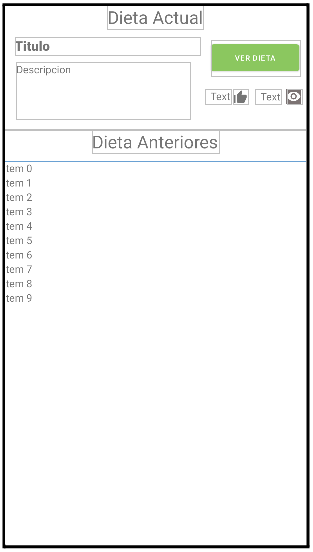 Dieta Actual
Titulo
VER DIETA
Descripcion
Text
Text
Dieta Anteriores
tem 0
tem 1
tem 2
tem 3
tem 4
tem 5
tem 6
tem 7
tem 8
tem 9